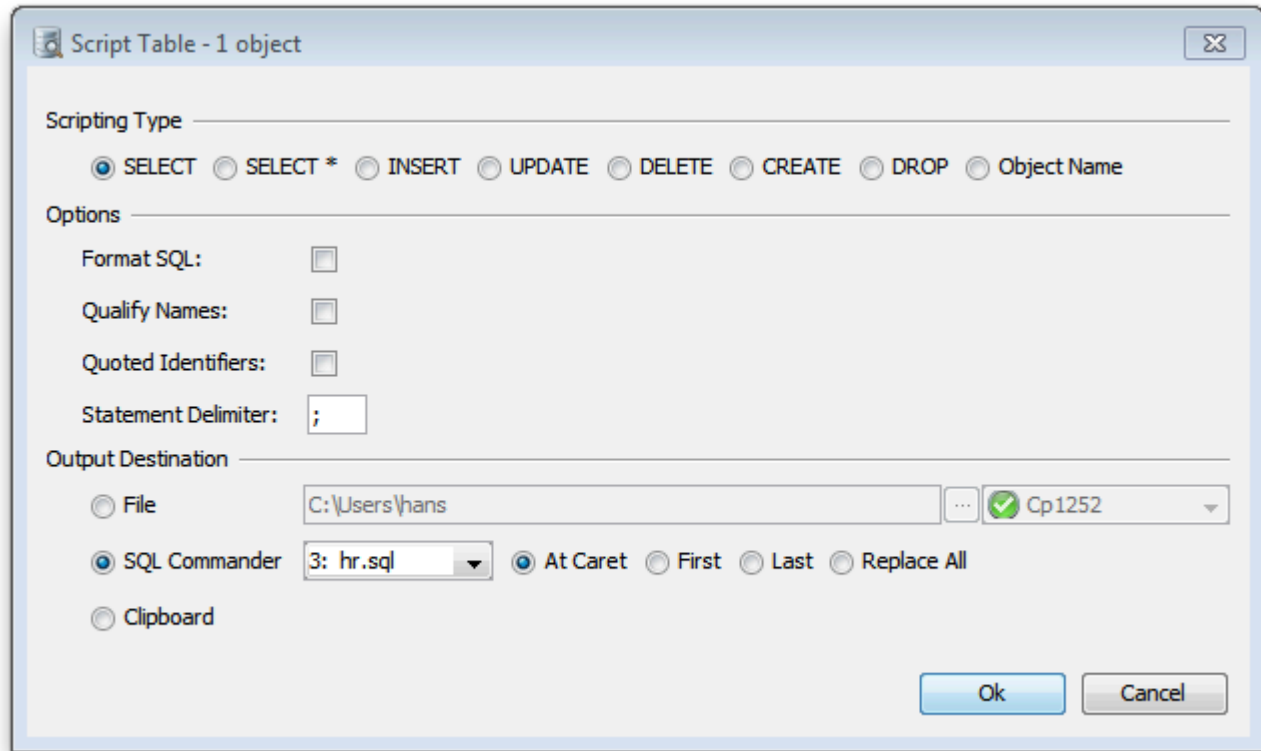 Script Table - 1 object
Scripting Type
SELECT SELECT * INSERT UPDATE DELETE CREATE DROP Object Name
Options
Format SQL:
Qualify Names:
Quoted Identifiers:
Statement Delimiter: ;
Output Destination
File C:\Users\hans ... Cp1252
SQL Commander 3: hr.sql At Caret First Last Replace All
Clipboard
Ok Cancel